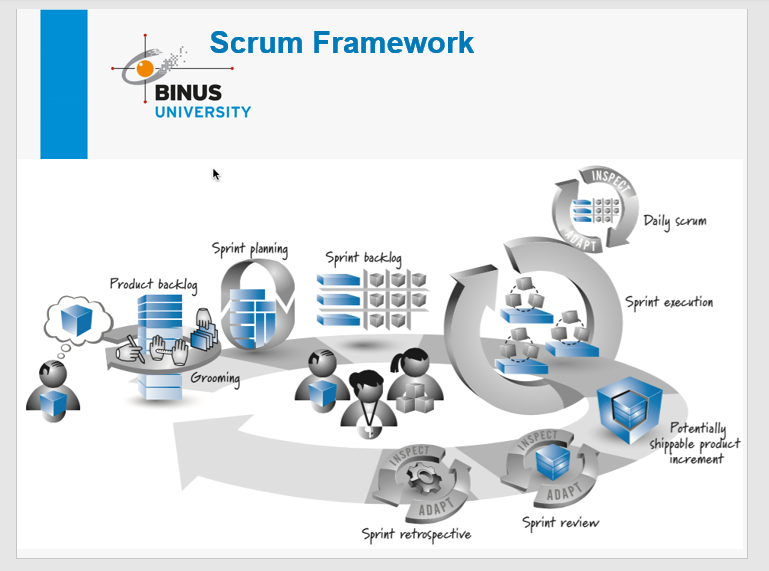 Scrum Framework
BINUS
UNIVERSITY
INSPECT
ADAPT
Daily scrum
Sprint planning
Sprint backlog
Product backlog
Sprint execution
Grooming
Potentially
shippable product
increment
INSPECT
ADAPT
Sprint retrospective
INSPECT
ADAPT
Sprint review